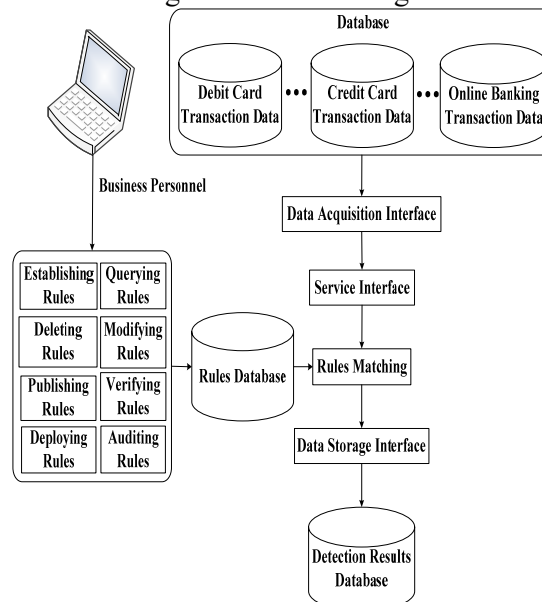 Database
Debit Card
Transaction Data
•••
Credit Card
Transaction Data
•••
Online Banking
Transaction Data
Business Personnel
Data Acquisition Interface
Service Interface
Establishing
Rules
Querying
Rules
Deleting
Rules
Modifying
Rules
Publishing
Rules
Verifying
Rules
Deploying
Rules
Auditing
Rules
Rules Database
Rules Matching
Data Storage Interface
Detection Results
Database